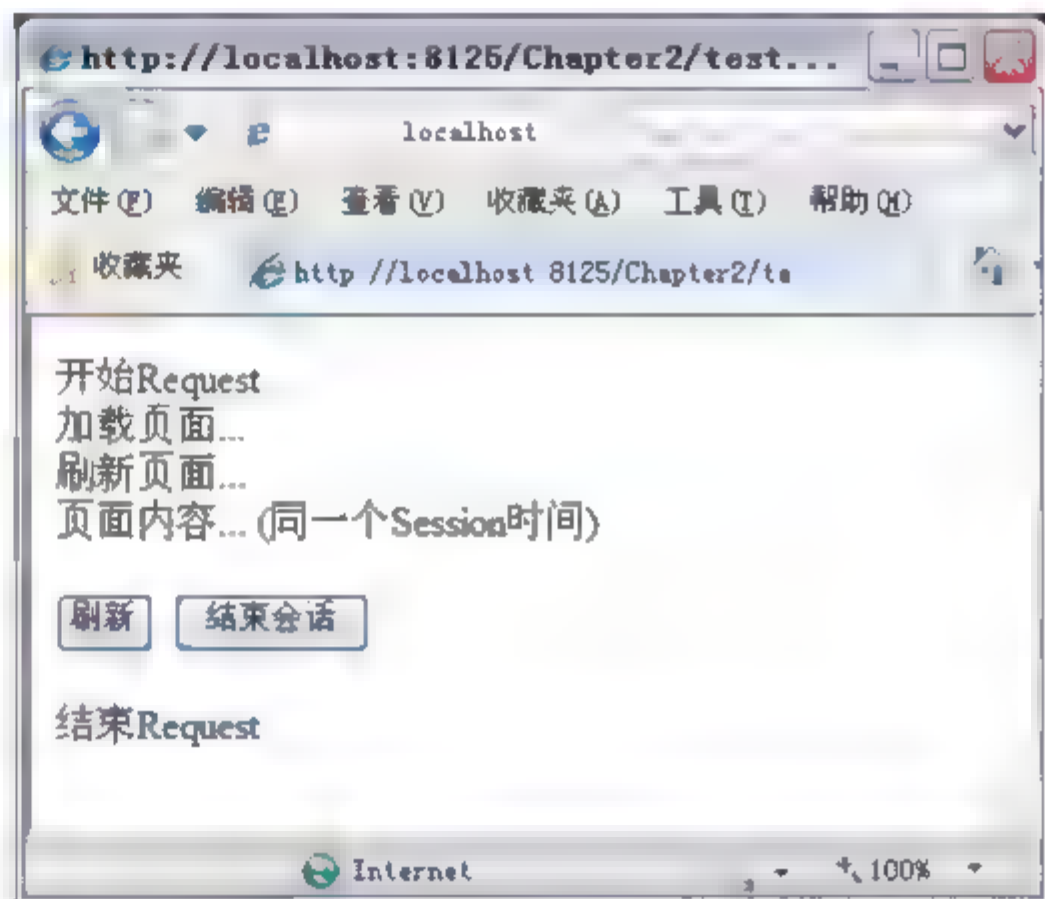 http://localhost:8125/Chapter2/test...
localhost
文件(F) 编辑(E) 查看(V) 收藏夹(A) 工具(T) 帮助(H)
收藏夹 http //localhost 8125/Chapter2/te
开始Request
加载页面...
刷新页面...
页面内容... (同一个Session时间)
刷新 结束会话
结束Request
Internet 100%